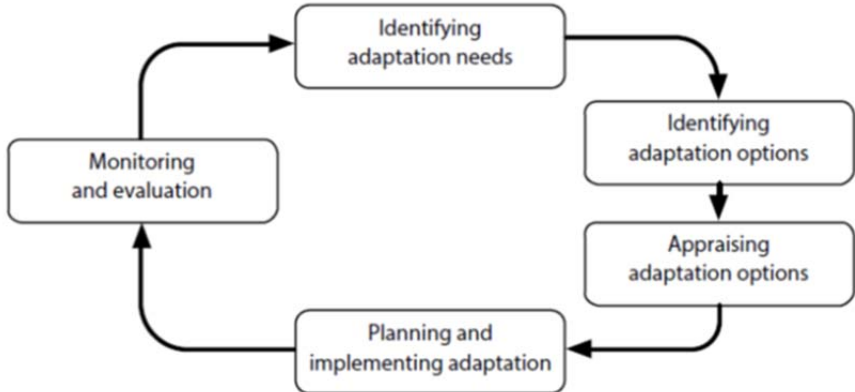 Identifying
adaptation needs
Identifying
adaptation options
Appraising
adaptation options
Planning and
implementing adaptation
Monitoring
and evaluation